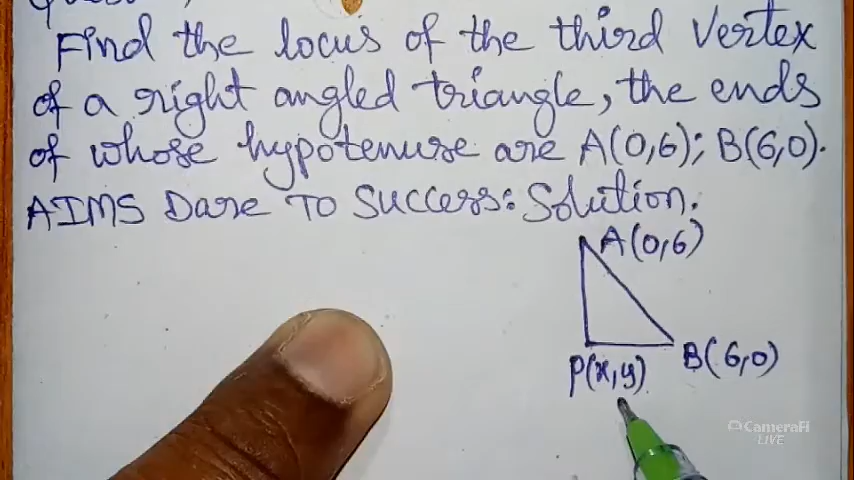 Find the locus of the third vertex
of a right angled triangle, the ends
of whose hypotenuse are A(0,6); B(6,0).
AIMS Dare To Success: Solution.
A(0,6)
B(6,0)
P(x,y)
CameraFI
LIVE